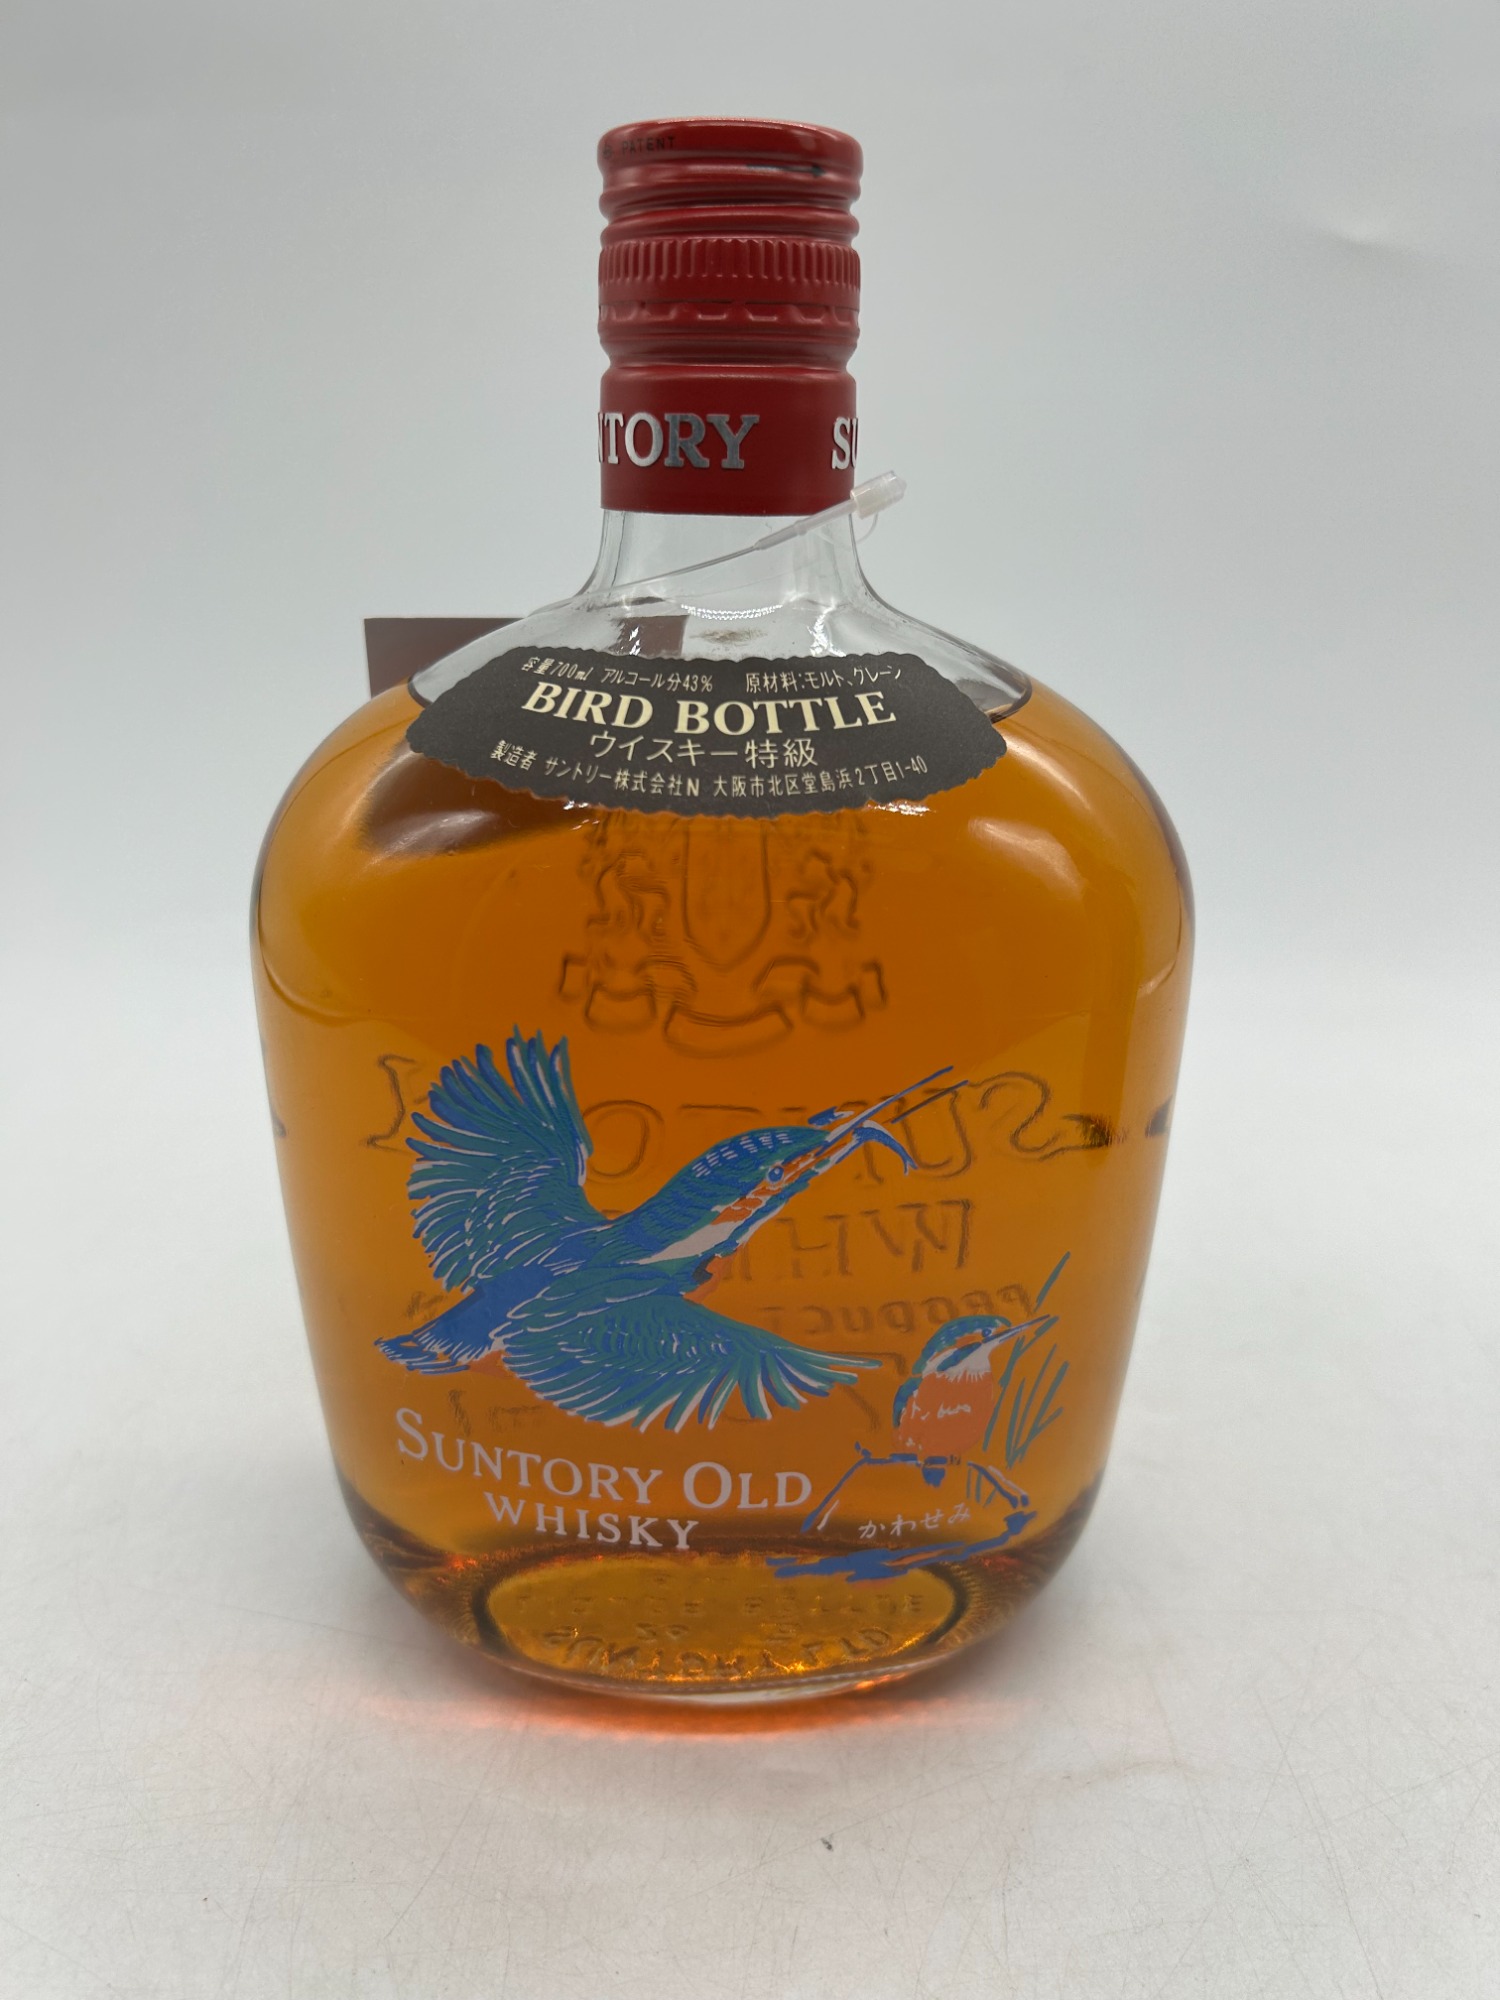 PATENT
NTORY SU
容量700ml アルコール分43% 原材料:モルト、グレーン
BIRD BOTTLE
ウイスキー特級
製造者 サントリー株式会社N 大阪市北区堂島浜2丁目1-40
SUNTORY OLD
WHISKY
かわせみ